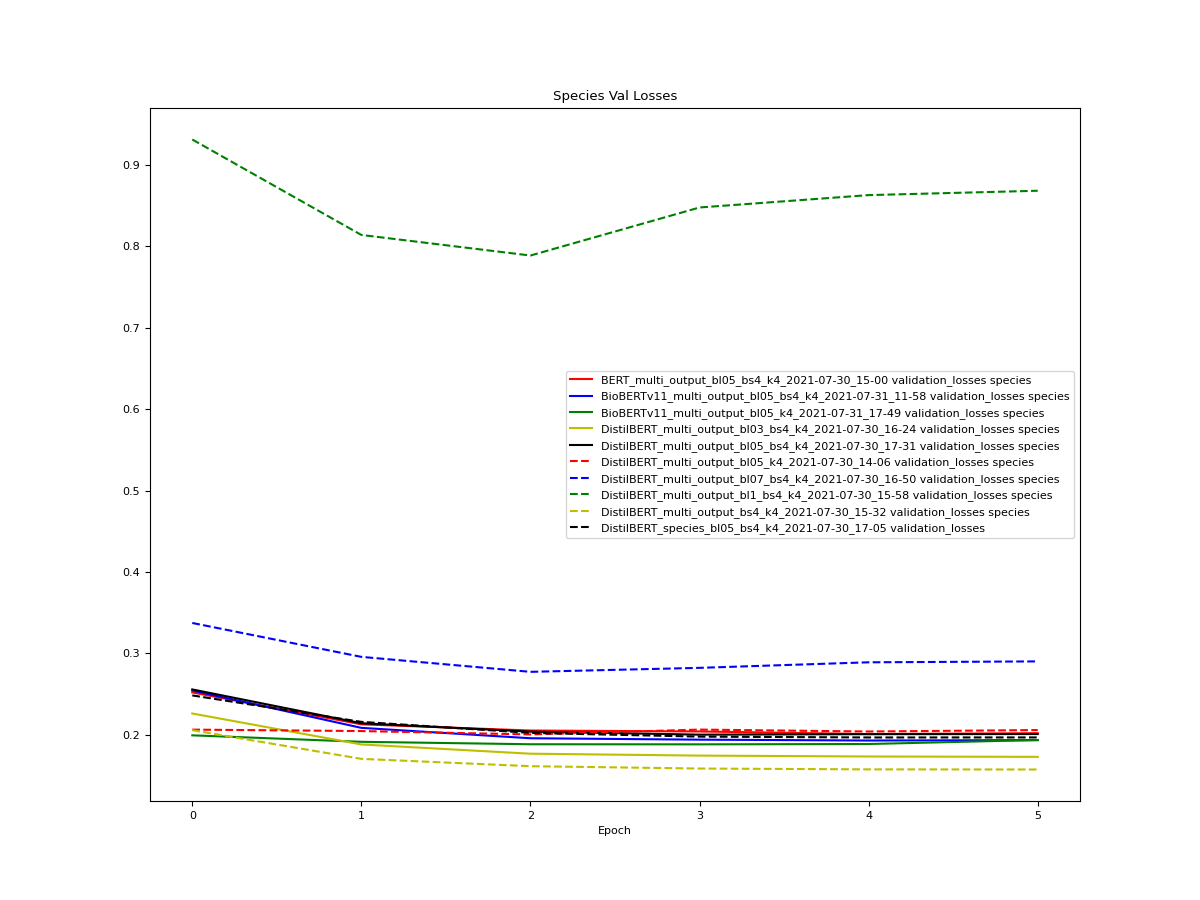 Species Val Losses
0.9
0.8
0.7
0.6
0.5
0.4
0.3
0.2
BERT_multi_output_bl05_bs4_k4_2021-07-30_15-00 validation_losses species
BioBERTv11_multi_output_bl05_bs4_k4_2021-07-31_11-58 validation_losses species
BioBERTv11_multi_output_bl05_k4_2021-07-31_17-49 validation_losses species
DistilBERT_multi_output_bl03_bs4_k4_2021-07-30_16-24 validation_losses species
DistilBERT_multi_output_bl05_bs4_k4_2021-07-30_17-31 validation_losses species
DistilBERT_multi_output_bl05_k4_2021-07-30_14-06 validation_losses species
DistilBERT_multi_output_bl07_bs4_k4_2021-07-30_16-50 validation_losses species
DistilBERT_multi_output_bl1_bs4_k4_2021-07-30_15-58 validation_losses species
DistilBERT_multi_output_bs4_k4_2021-07-30_15-32 validation_losses species
DistilBERT_species_bl05_bs4_k4_2021-07-30_17-05 validation_losses
0 1 2 3 4 5
Epoch